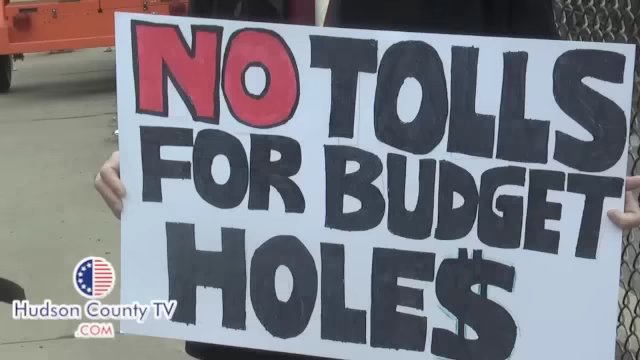 NO TOLLS
FOR BUDGET
HOLE$
Hudson County TV
.COM